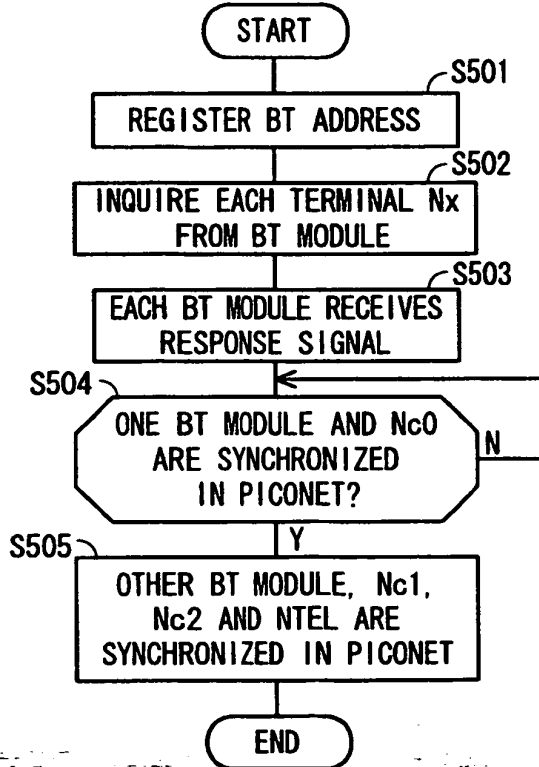 START
S501
REGISTER BT ADDRESS
S502
INQUIRE EACH TERMINAL Nx
FROM BT MODULE
S503
EACH BT MODULE RECEIVES
RESPONSE SIGNAL
S504
ONE BT MODULE AND Nc0
ARE SYNCHRONIZED
IN PICONET?
N
Y
S505
OTHER BT MODULE, Nc1,
Nc2 AND NTEL ARE
SYNCHRONIZED IN PICONET
END